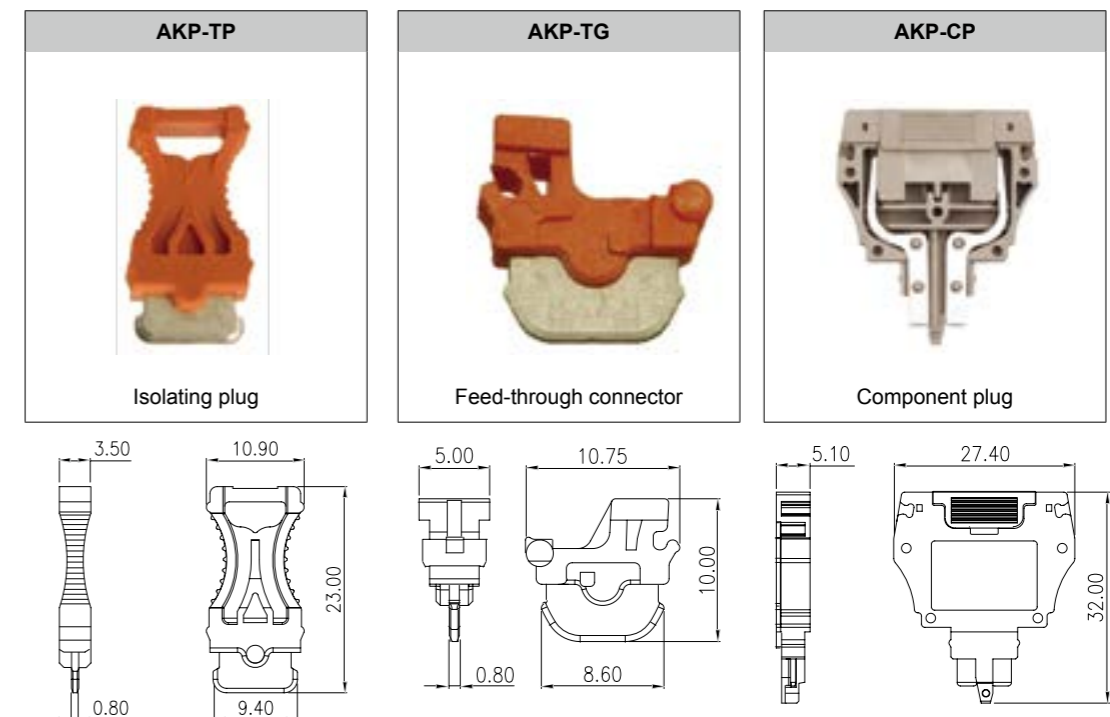 AKP-TP
AKP-TG
AKP-CP
Isolating plug
Feed-through connector
Component plug
3.50
10.90
23.00
0.80
9.40
5.00
10.75
10.00
0.80
8.60
5.10
27.40
32.00